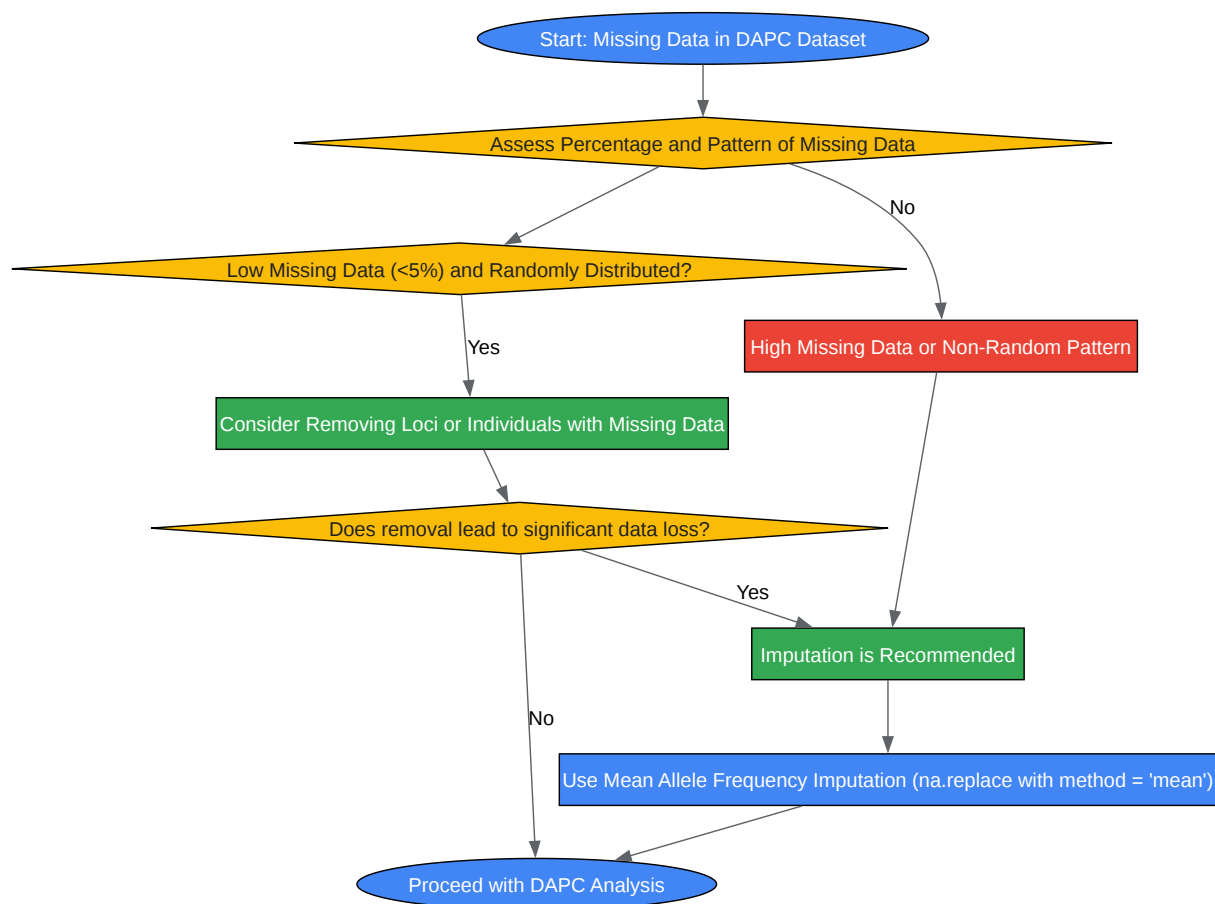 Start: Missing Data in DAPC Dataset
Assess Percentage and Pattern of Missing Data
No
Low Missing Data (<5%) and Randomly Distributed?
Yes
High Missing Data or Non-Random Pattern
Consider Removing Loci or Individuals with Missing Data
Does removal lead to significant data loss?
Yes
Imputation is Recommended
No
Use Mean Allele Frequency Imputation (na.replace with method = 'mean')
Proceed with DAPC Analysis